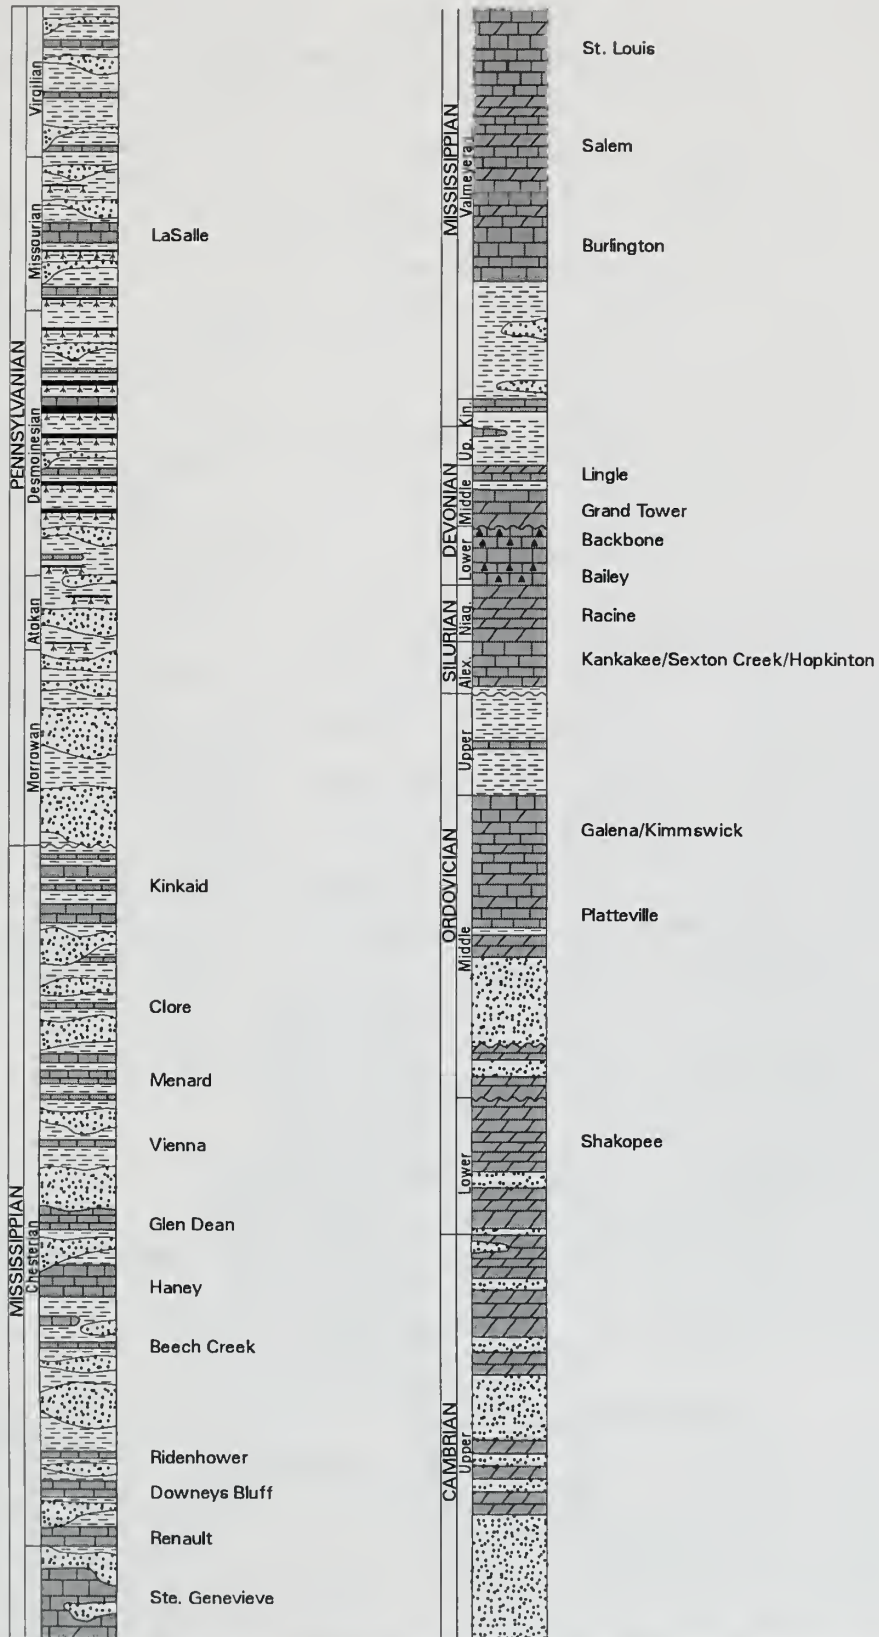 PENNSYLVANIAN
Virgilian
Missourian
Desmoinesian
Atokan
Morrowan
LaSalle
MISSISSIPPIAN
Chesterian
Kinkaid
Clore
Menard
Vienna
Glen Dean
Haney
Beech Creek
Ridenhower
Downeys Bluff
Renault
Ste. Genevieve
MISSISSIPPIAN
Valmeyera
Kin.
St. Louis
Salem
Burlington
DEVONIAN
Up.
Middle
Lower
Lingle
Grand Tower
Backbone
Bailey
SILURIAN
Niag.
Alex.
Racine
Kankakee/Sexton Creek/Hopkinton
ORDOVICIAN
Upper
Middle
Lower
Galena/Kimmswick
Platteville
Shakopee
CAMBRIAN
Upper